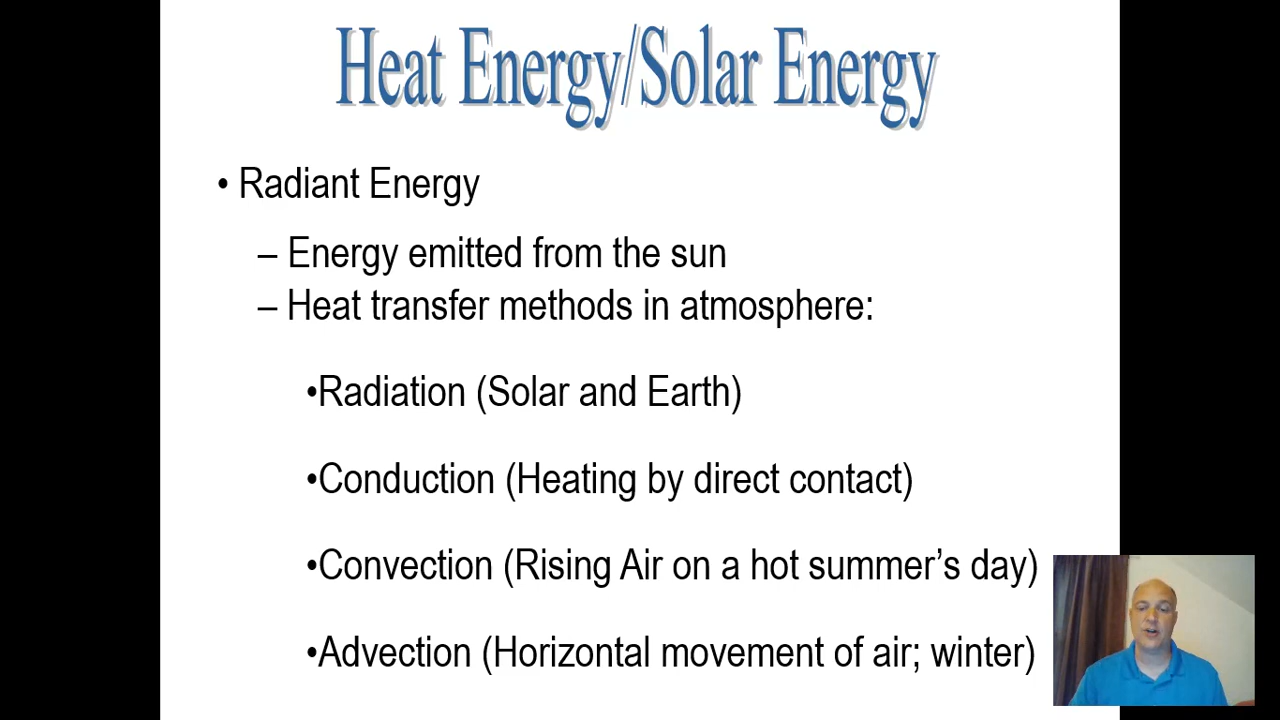 Heat Energy/Solar Energy
• Radiant Energy
– Energy emitted from the sun
– Heat transfer methods in atmosphere:
•Radiation (Solar and Earth)
•Conduction (Heating by direct contact)
•Convection (Rising Air on a hot summer’s day)
•Advection (Horizontal movement of air; winter)